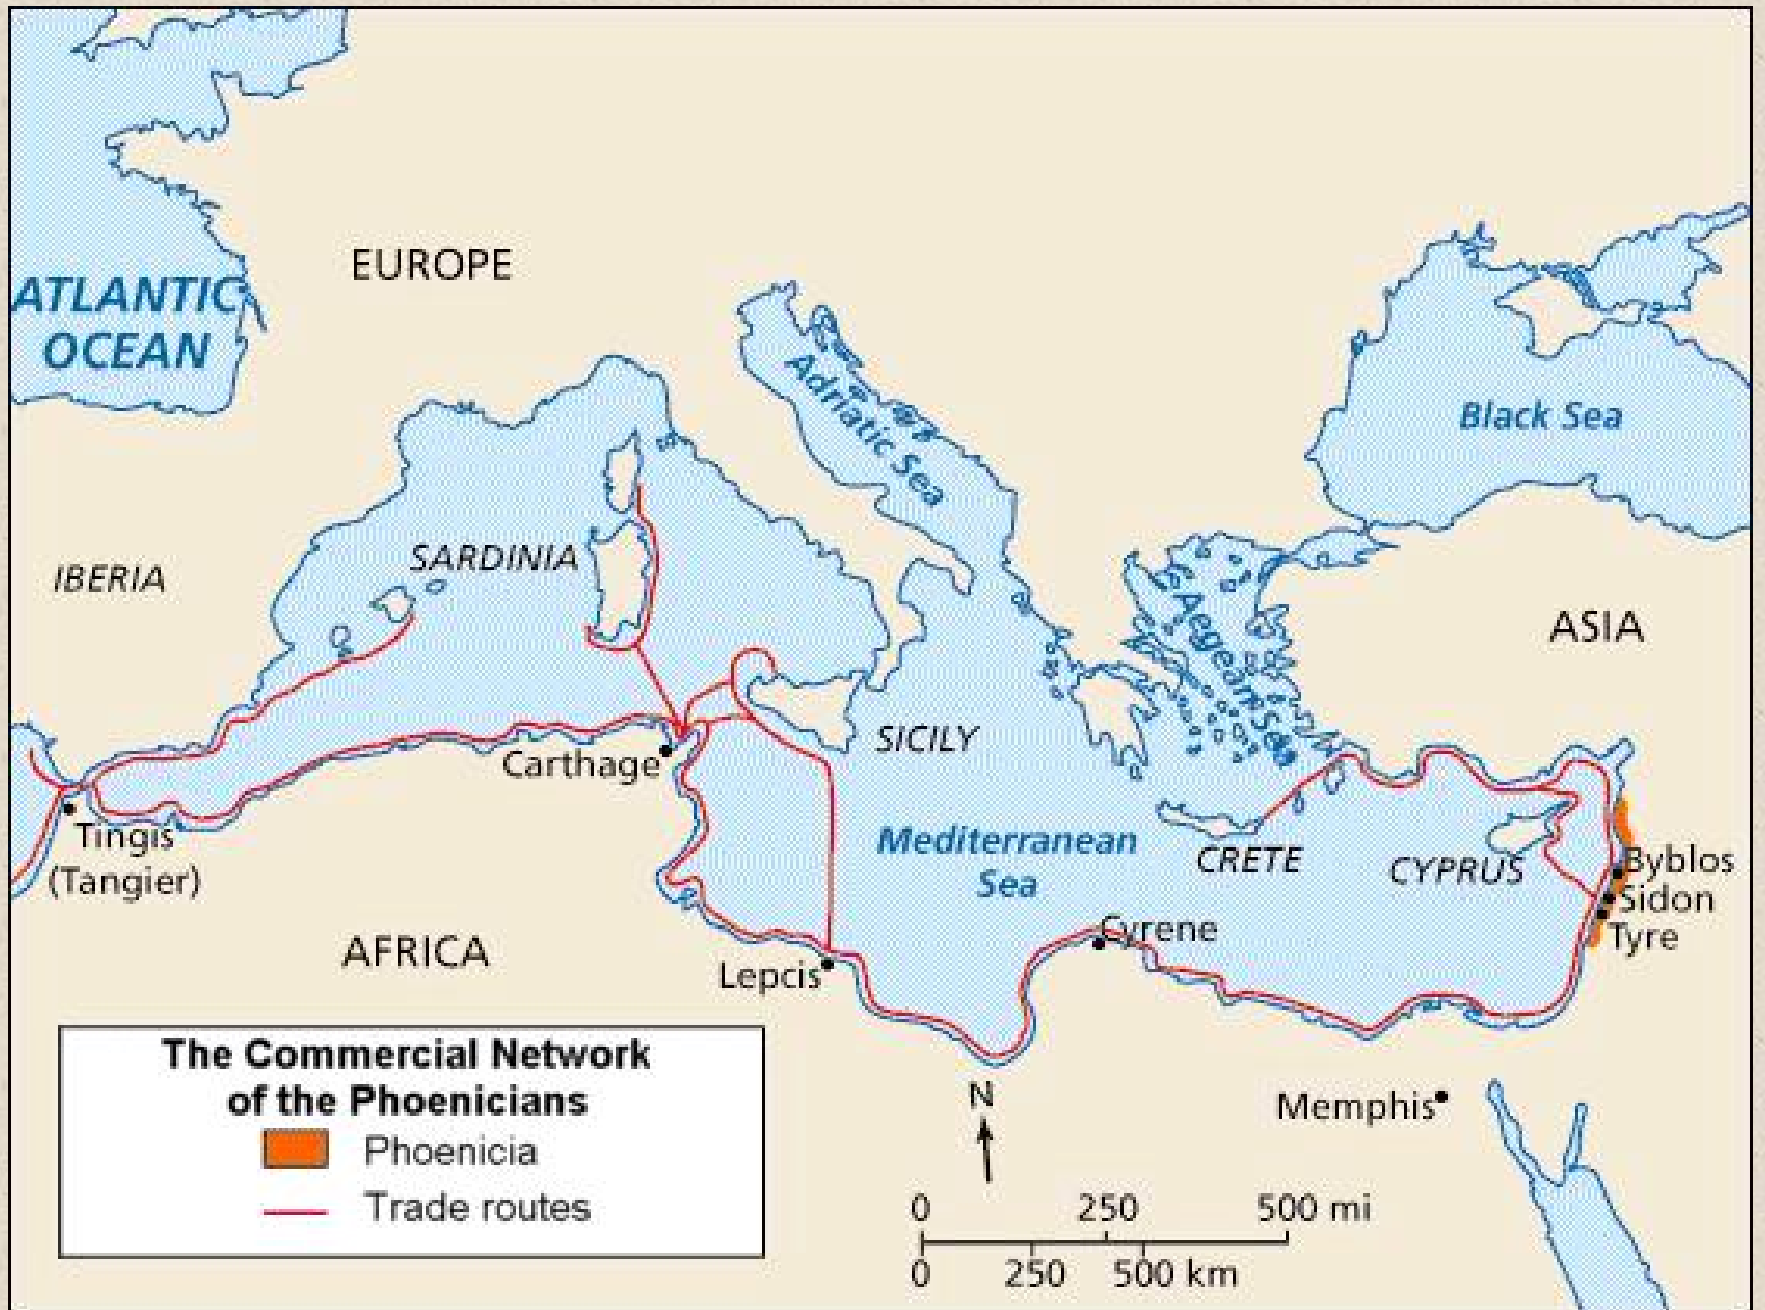 EUROPE
ATLANTIC
OCEAN
Adriatic Sea
Black Sea
IBERIA
SARDINIA
Aegean Sea
ASIA
SICILY
Carthage
Tingis
(Tangier)
Mediterranean
Sea
CRETE
CYPRUS
Byblos
Sidon
Tyre
Cyrene
AFRICA
Lepcis
Memphis
N
The Commercial Network
of the Phoenicians
Phoenicia
Trade routes
0 250 500 mi
0 250 500 km